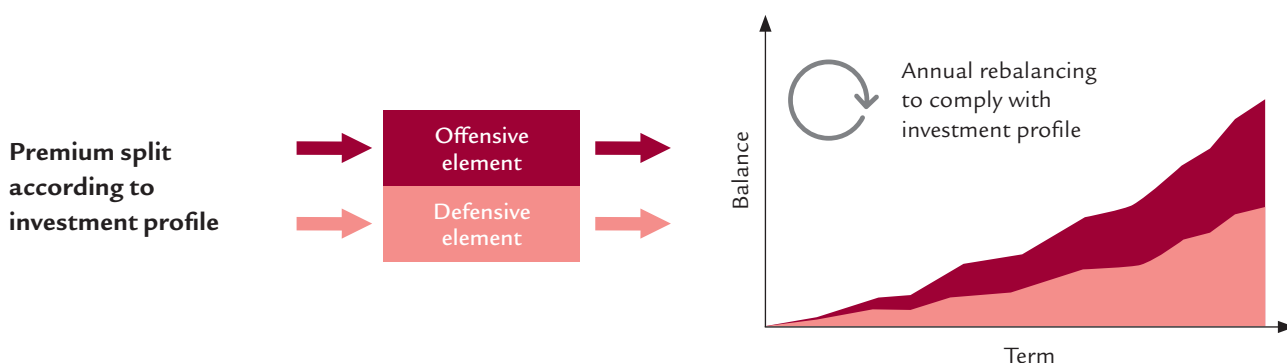 Premium split
according to
investment profile
Offensive
element
Defensive
element
Balance
Annual rebalancing
to comply with
investment profile
Term